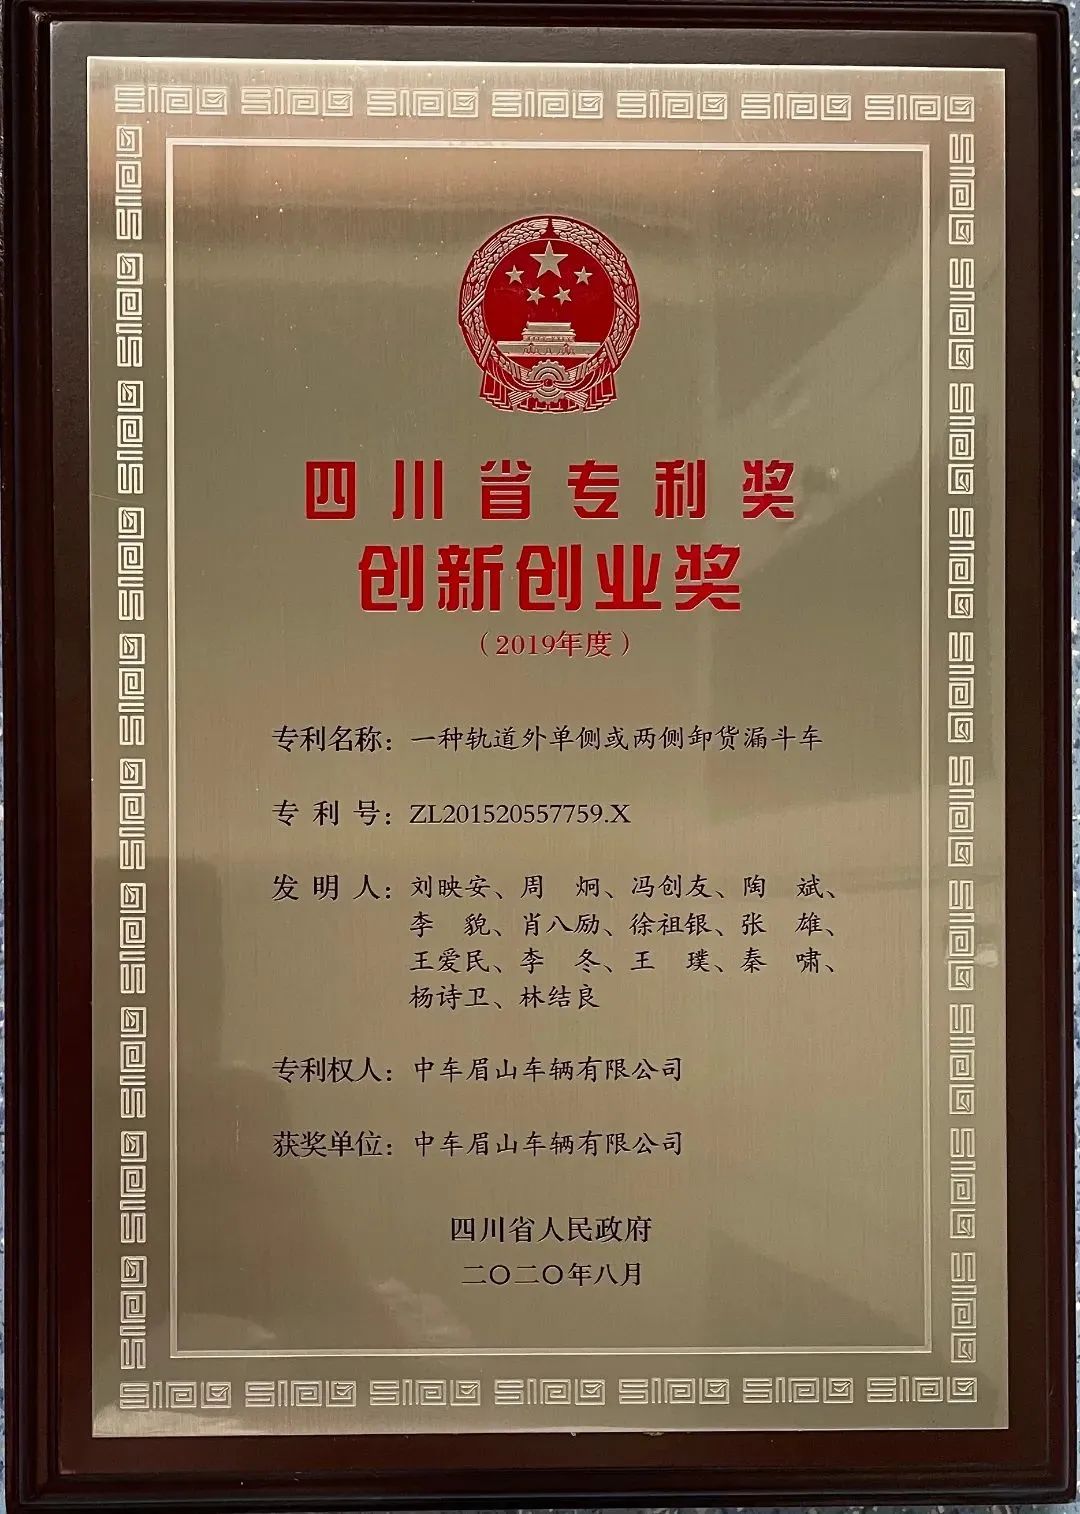 四川省专利奖
创新创业奖
（2019年度）
专利名称：一种轨道外单侧或两侧卸货漏斗车
专利号：ZL201520557759.X
发明人：刘映安、周　炯、冯创友、陶　斌、
李　貌、肖八励、徐祖银、张　雄、
王爱民、李　冬、王　璞、秦　啸、
杨诗卫、林结良
专利权人：中车眉山车辆有限公司
获奖单位：中车眉山车辆有限公司
四川省人民政府
二〇二〇年八月